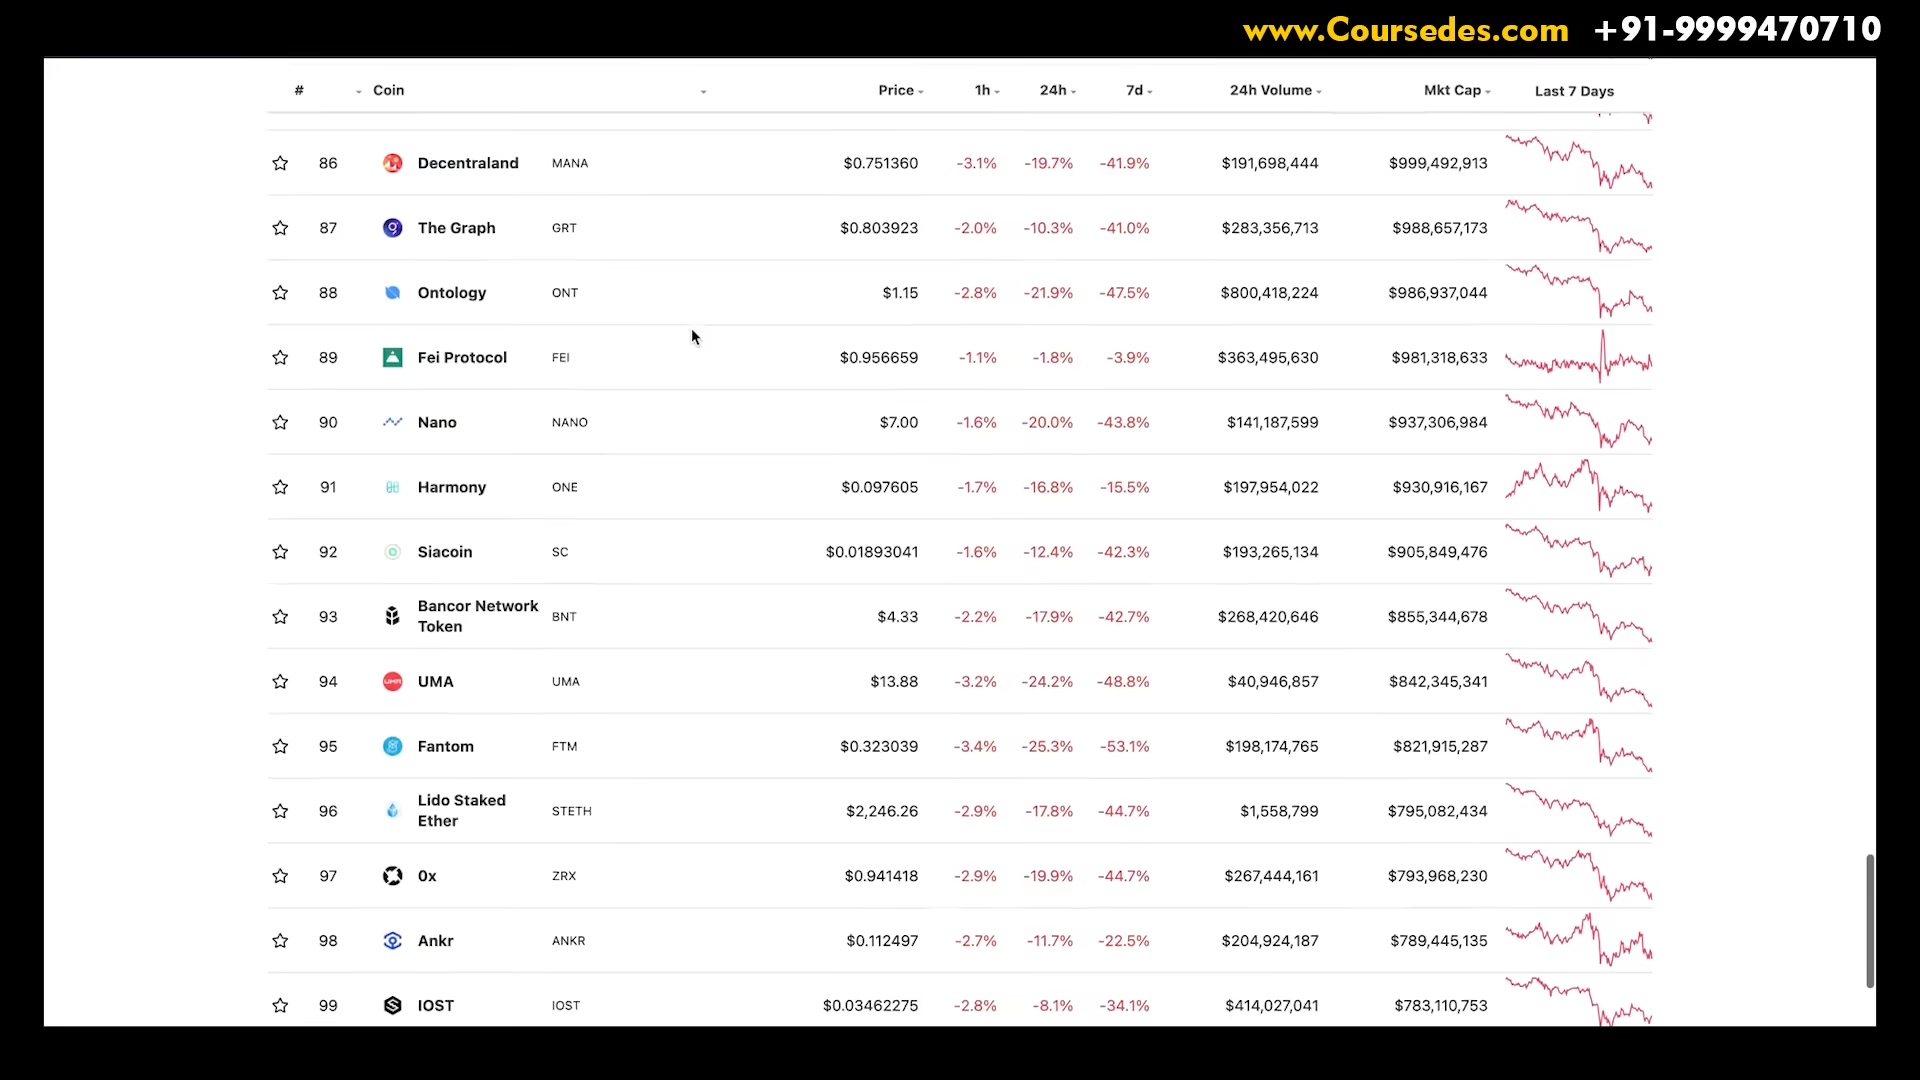 www.Coursedes.com +91-9999470710
# Coin Price 1h 24h 7d 24h Volume Mkt Cap Last 7 Days
86 Decentraland MANA $0.751360 -3.1% -19.7% -41.9% $191,698,444 $999,492,913
87 The Graph GRT $0.803923 -2.0% -10.3% -41.0% $283,356,713 $988,657,173
88 Ontology ONT $1.15 -2.8% -21.9% -47.5% $800,418,224 $986,937,044
89 Fei Protocol FEI $0.956659 -1.1% -1.8% -3.9% $363,495,630 $981,318,633
90 Nano NANO $7.00 -1.6% -20.0% -43.8% $141,187,599 $937,306,984
91 Harmony ONE $0.097605 -1.7% -16.8% -15.5% $197,954,022 $930,916,167
92 Siacoin SC $0.01893041 -1.6% -12.4% -42.3% $193,265,134 $905,849,476
93 Bancor Network Token BNT $4.33 -2.2% -17.9% -42.7% $268,420,646 $855,344,678
94 UMA UMA $13.88 -3.2% -24.2% -48.8% $40,946,857 $842,345,341
95 Fantom FTM $0.323039 -3.4% -25.3% -53.1% $198,174,765 $821,915,287
96 Lido Staked Ether STETH $2,246.26 -2.9% -17.8% -44.7% $1,558,799 $795,082,434
97 0x ZRX $0.941418 -2.9% -19.9% -44.7% $267,444,161 $793,968,230
98 Ankr ANKR $0.112497 -2.7% -11.7% -22.5% $204,924,187 $789,445,135
99 IOST IOST $0.03462275 -2.8% -8.1% -34.1% $414,027,041 $783,110,753